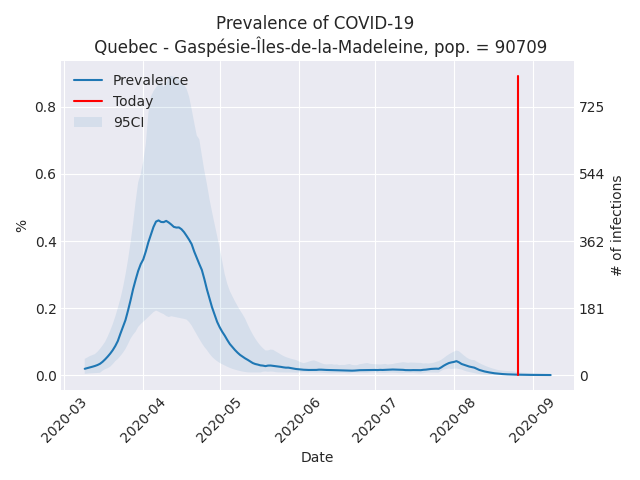 Prevalence of COVID-19
Quebec - Gaspésie-Îles-de-la-Madeleine, pop. = 90709
Prevalence
Today
95CI
0.8
0.6
0.4
0.2
0.0
%
725
544
362
181
0
# of infections
2020-03
2020-04
2020-05
2020-06
2020-07
2020-08
2020-09
Date